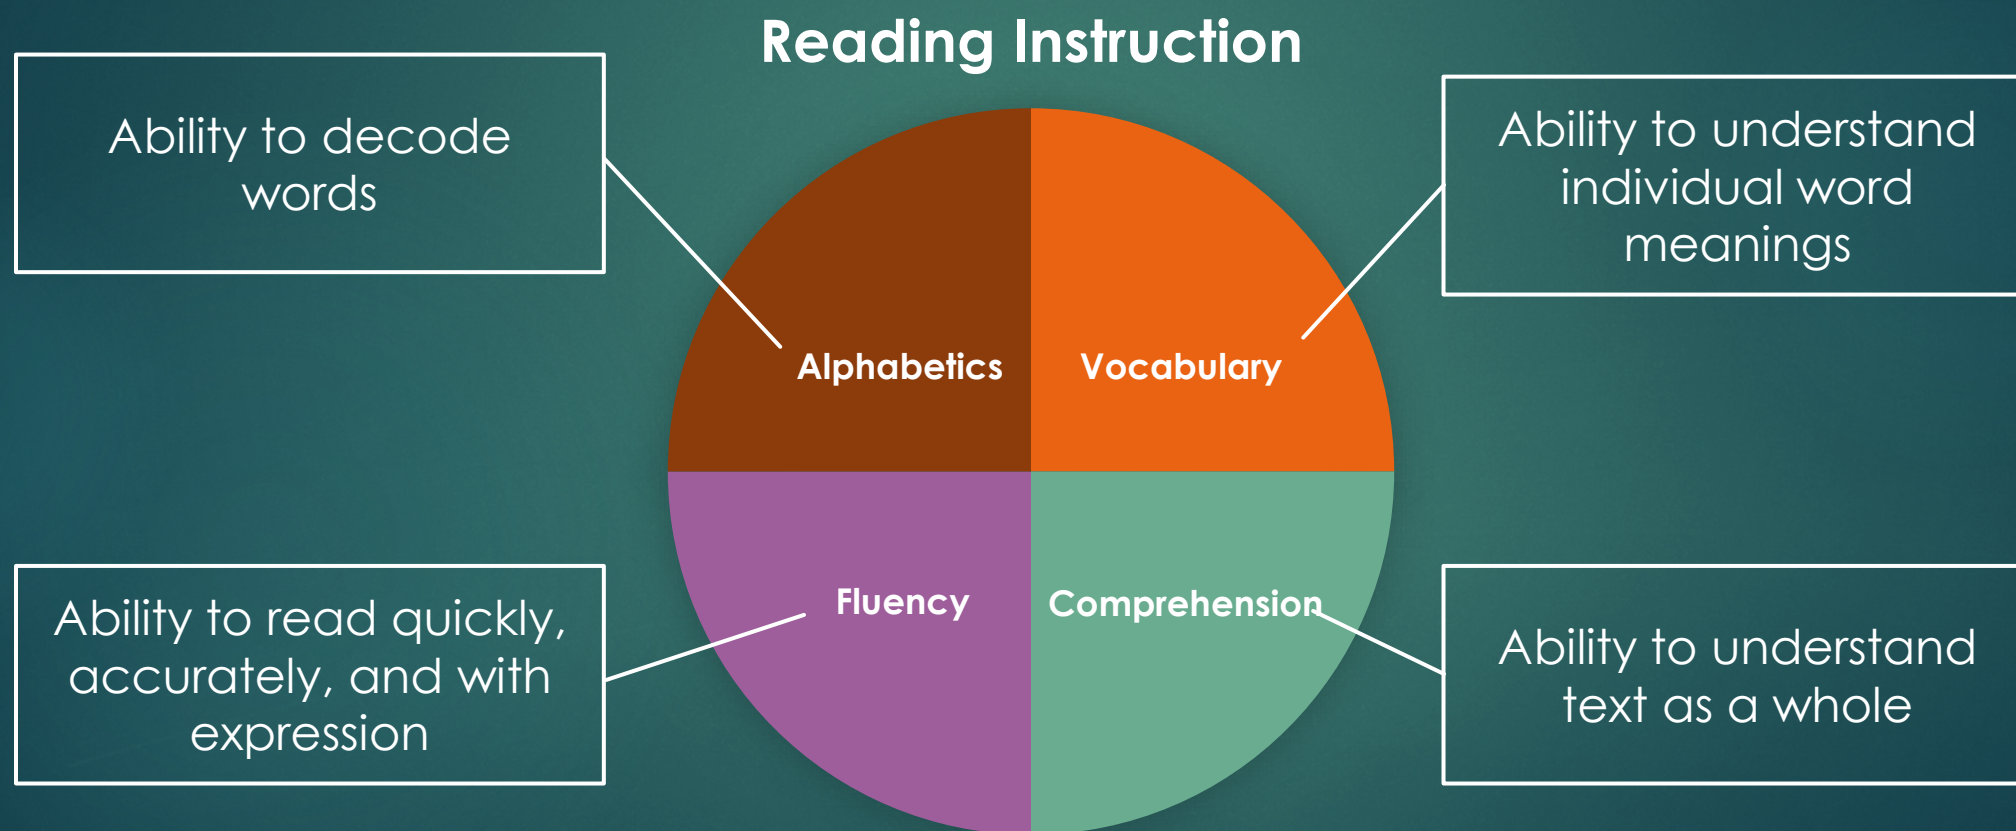 Reading Instruction
Ability to decode
words
Ability to understand
individual word
meanings
Alphabetics
Vocabulary
Fluency
Comprehension
Ability to read quickly,
accurately, and with
expression
Ability to understand
text as a whole